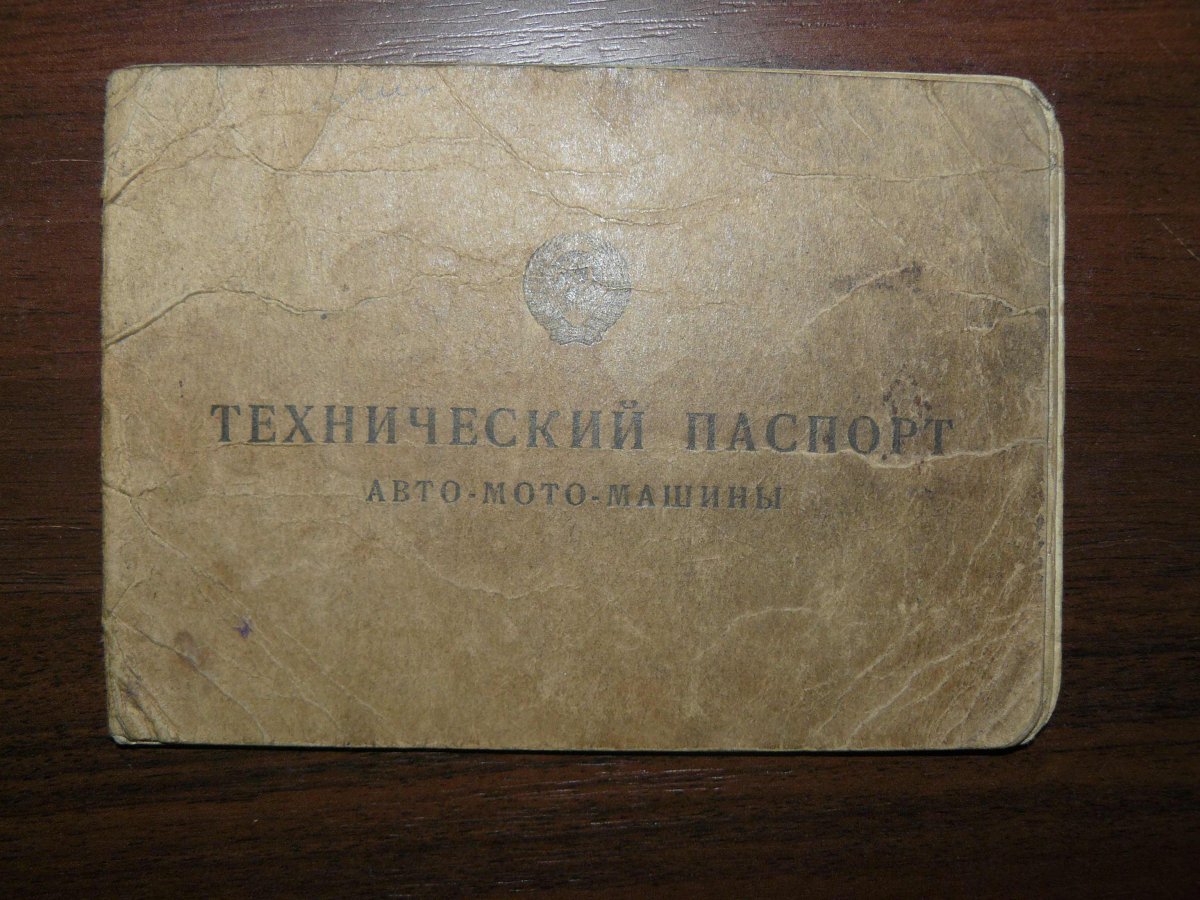 ТЕХНИЧЕСКИЙ ПАСПОРТ
АВТО-МОТО-МАШИНЫ